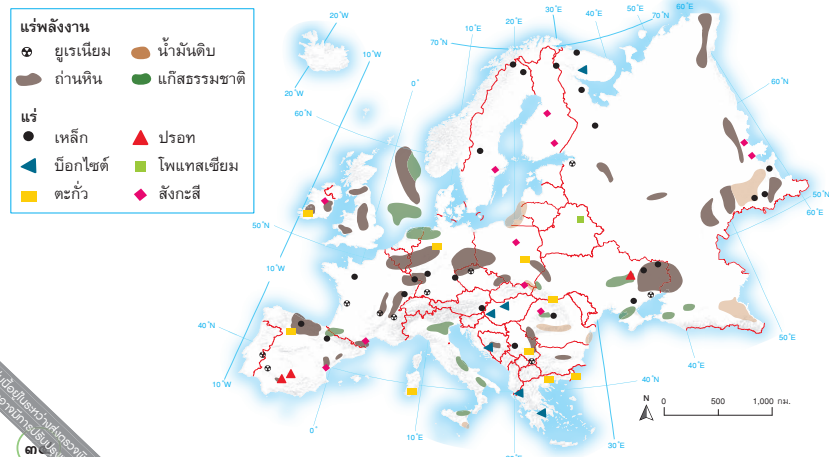 แร่พลังงาน
ยูเรเนียม น้ำมันดิบ
ถ่านหิน แก๊สธรรมชาติ
แร่
เหล็ก ปรอท
บ็อกไซต์ โพแทสเซียม
ตะกั่ว สังกะสี
20°W
10°W
0°
10°E
20°E
30°E
40°E
50°E
60°E
70°N
70°N
60°N
20°W
10°W
60°N
0°
50°N
50°N
60°E
10°W
40°N
10°W
50°E
40°N
40°E
0°
10°E
20°E
30°E
N
0 500 1,000 กม.